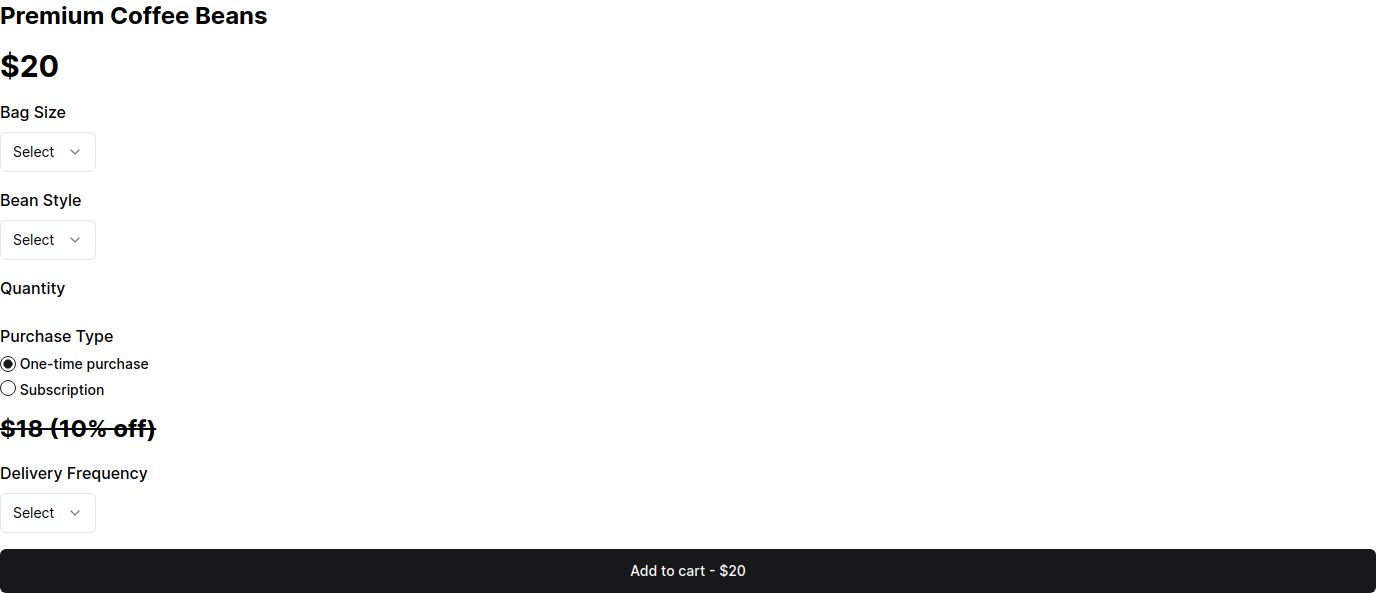 Premium Coffee Beans
$20
Bag Size
Select
Bean Style
Select
Quantity
Purchase Type
One-time purchase
Subscription
$18 (10% off)
Delivery Frequency
Select
Add to cart - $20